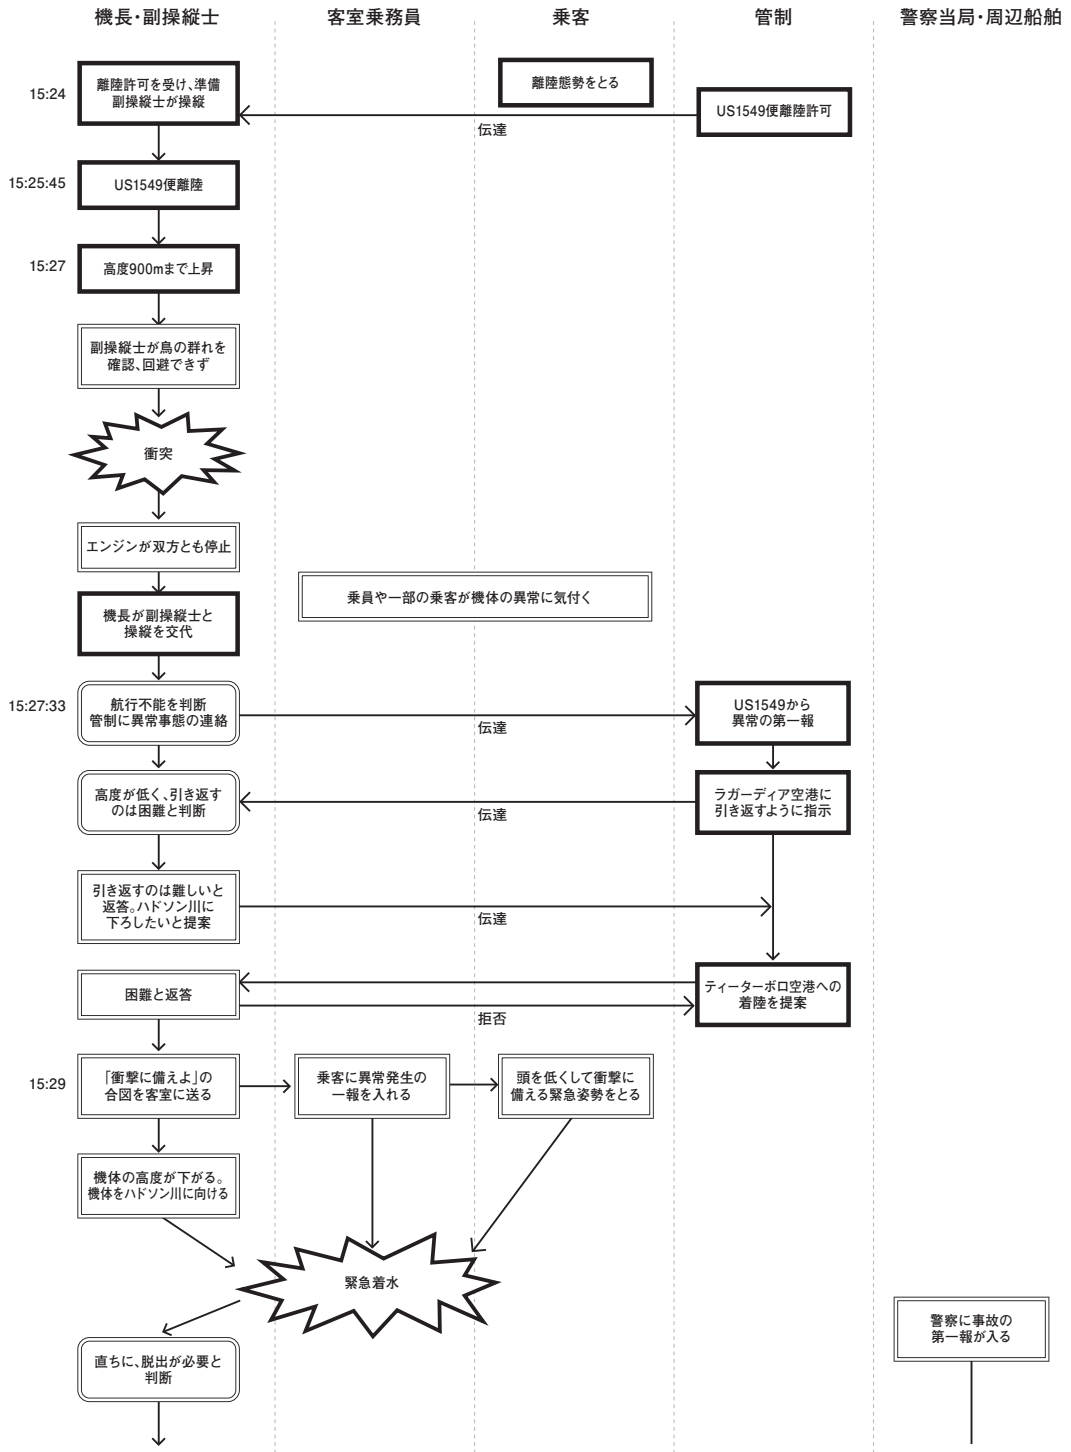 機長・副操縦士
客室乗務員
乗客
管制
警察当局・周辺船舶
15:24
離陸許可を受け、準備
副操縦士が操縦
離陸態勢をとる
US1549便離陸許可
伝達
15:25:45
US1549便離陸
15:27
高度900mまで上昇
副操縦士が鳥の群れを
確認、回避できず
衝突
エンジンが双方とも停止
乗員や一部の乗客が機体の異常に気付く
機長が副操縦士と
操縦を交代
15:27:33
航行不能を判断
管制に異常事態の連絡
伝達
US1549から
異常の第一報
高度が低く、引き返す
のは困難と判断
伝達
ラガーディア空港に
引き返すように指示
引き返すのは難しいと
返答。ハドソン川に
下ろしたいと提案
伝達
困難と返答
拒否
ティーターボロ空港への
着陸を提案
15:29
「衝撃に備えよ」の
合図を客室に送る
乗客に異常発生の
一報を入れる
頭を低くして衝撃に
備える緊急姿勢をとる
機体の高度が下がる。
機体をハドソン川に向ける
緊急着水
警察に事故の
第一報が入る
直ちに、脱出が必要と
判断